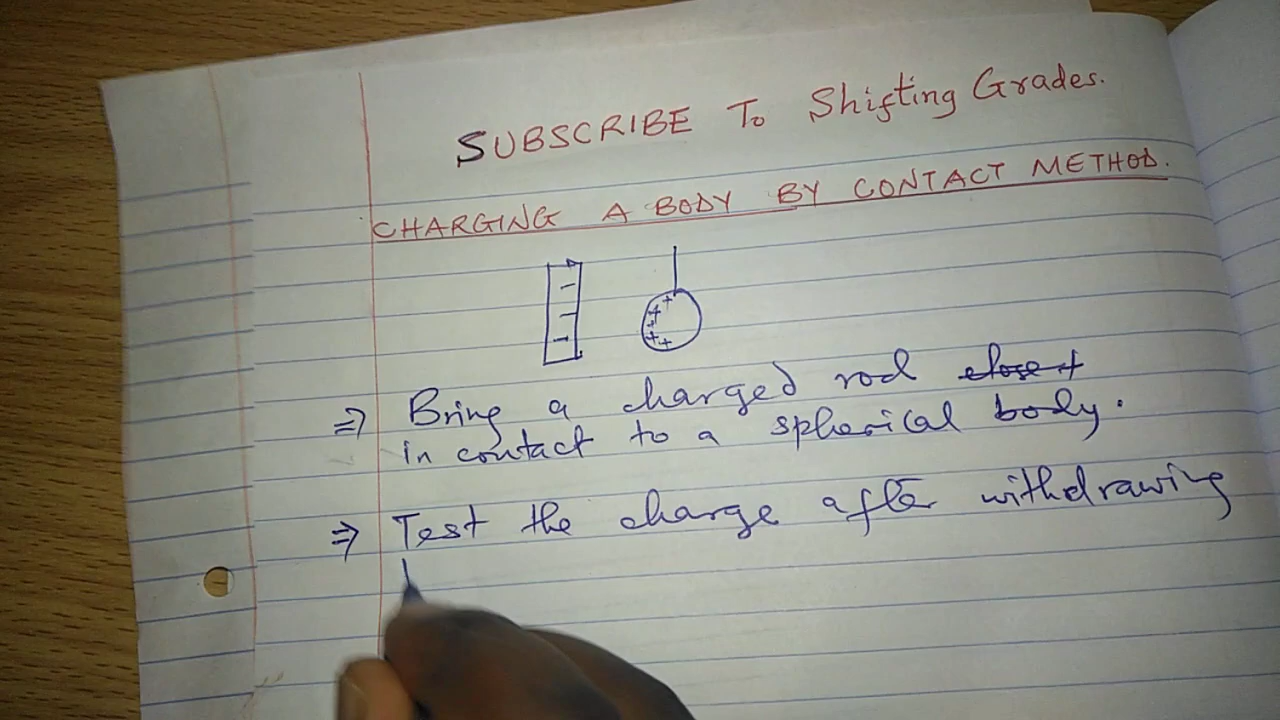 SUBSCRIBE To Shifting Grades.
CHARGING A BODY BY CONTACT METHOD.
⇒ Bring a charged rod close t
in contact to a spherical body.
⇒ Test the charge after withdrawing